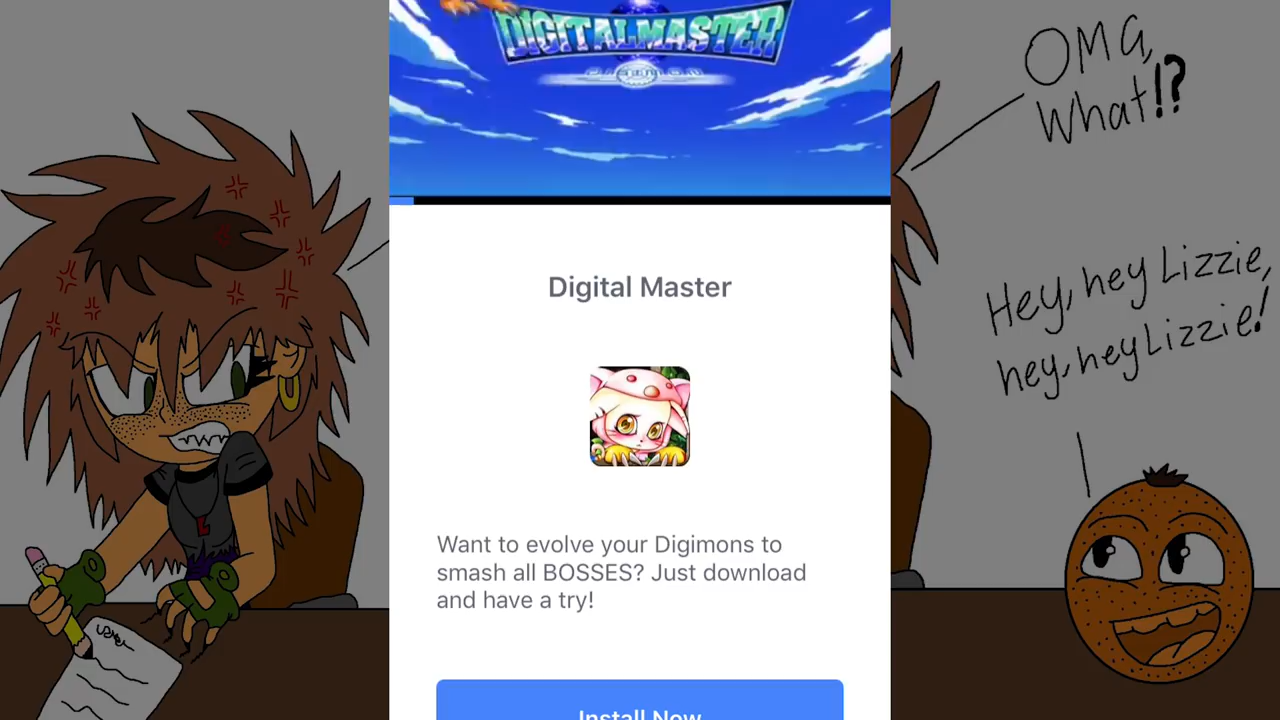 DIGITALMASTER
OMG,
What!?
Digital Master
Hey, hey Lizzie,
hey, hey Lizzie!
Want to evolve your Digimons to
smash all BOSSES? Just download
and have a try!
Install Now
L